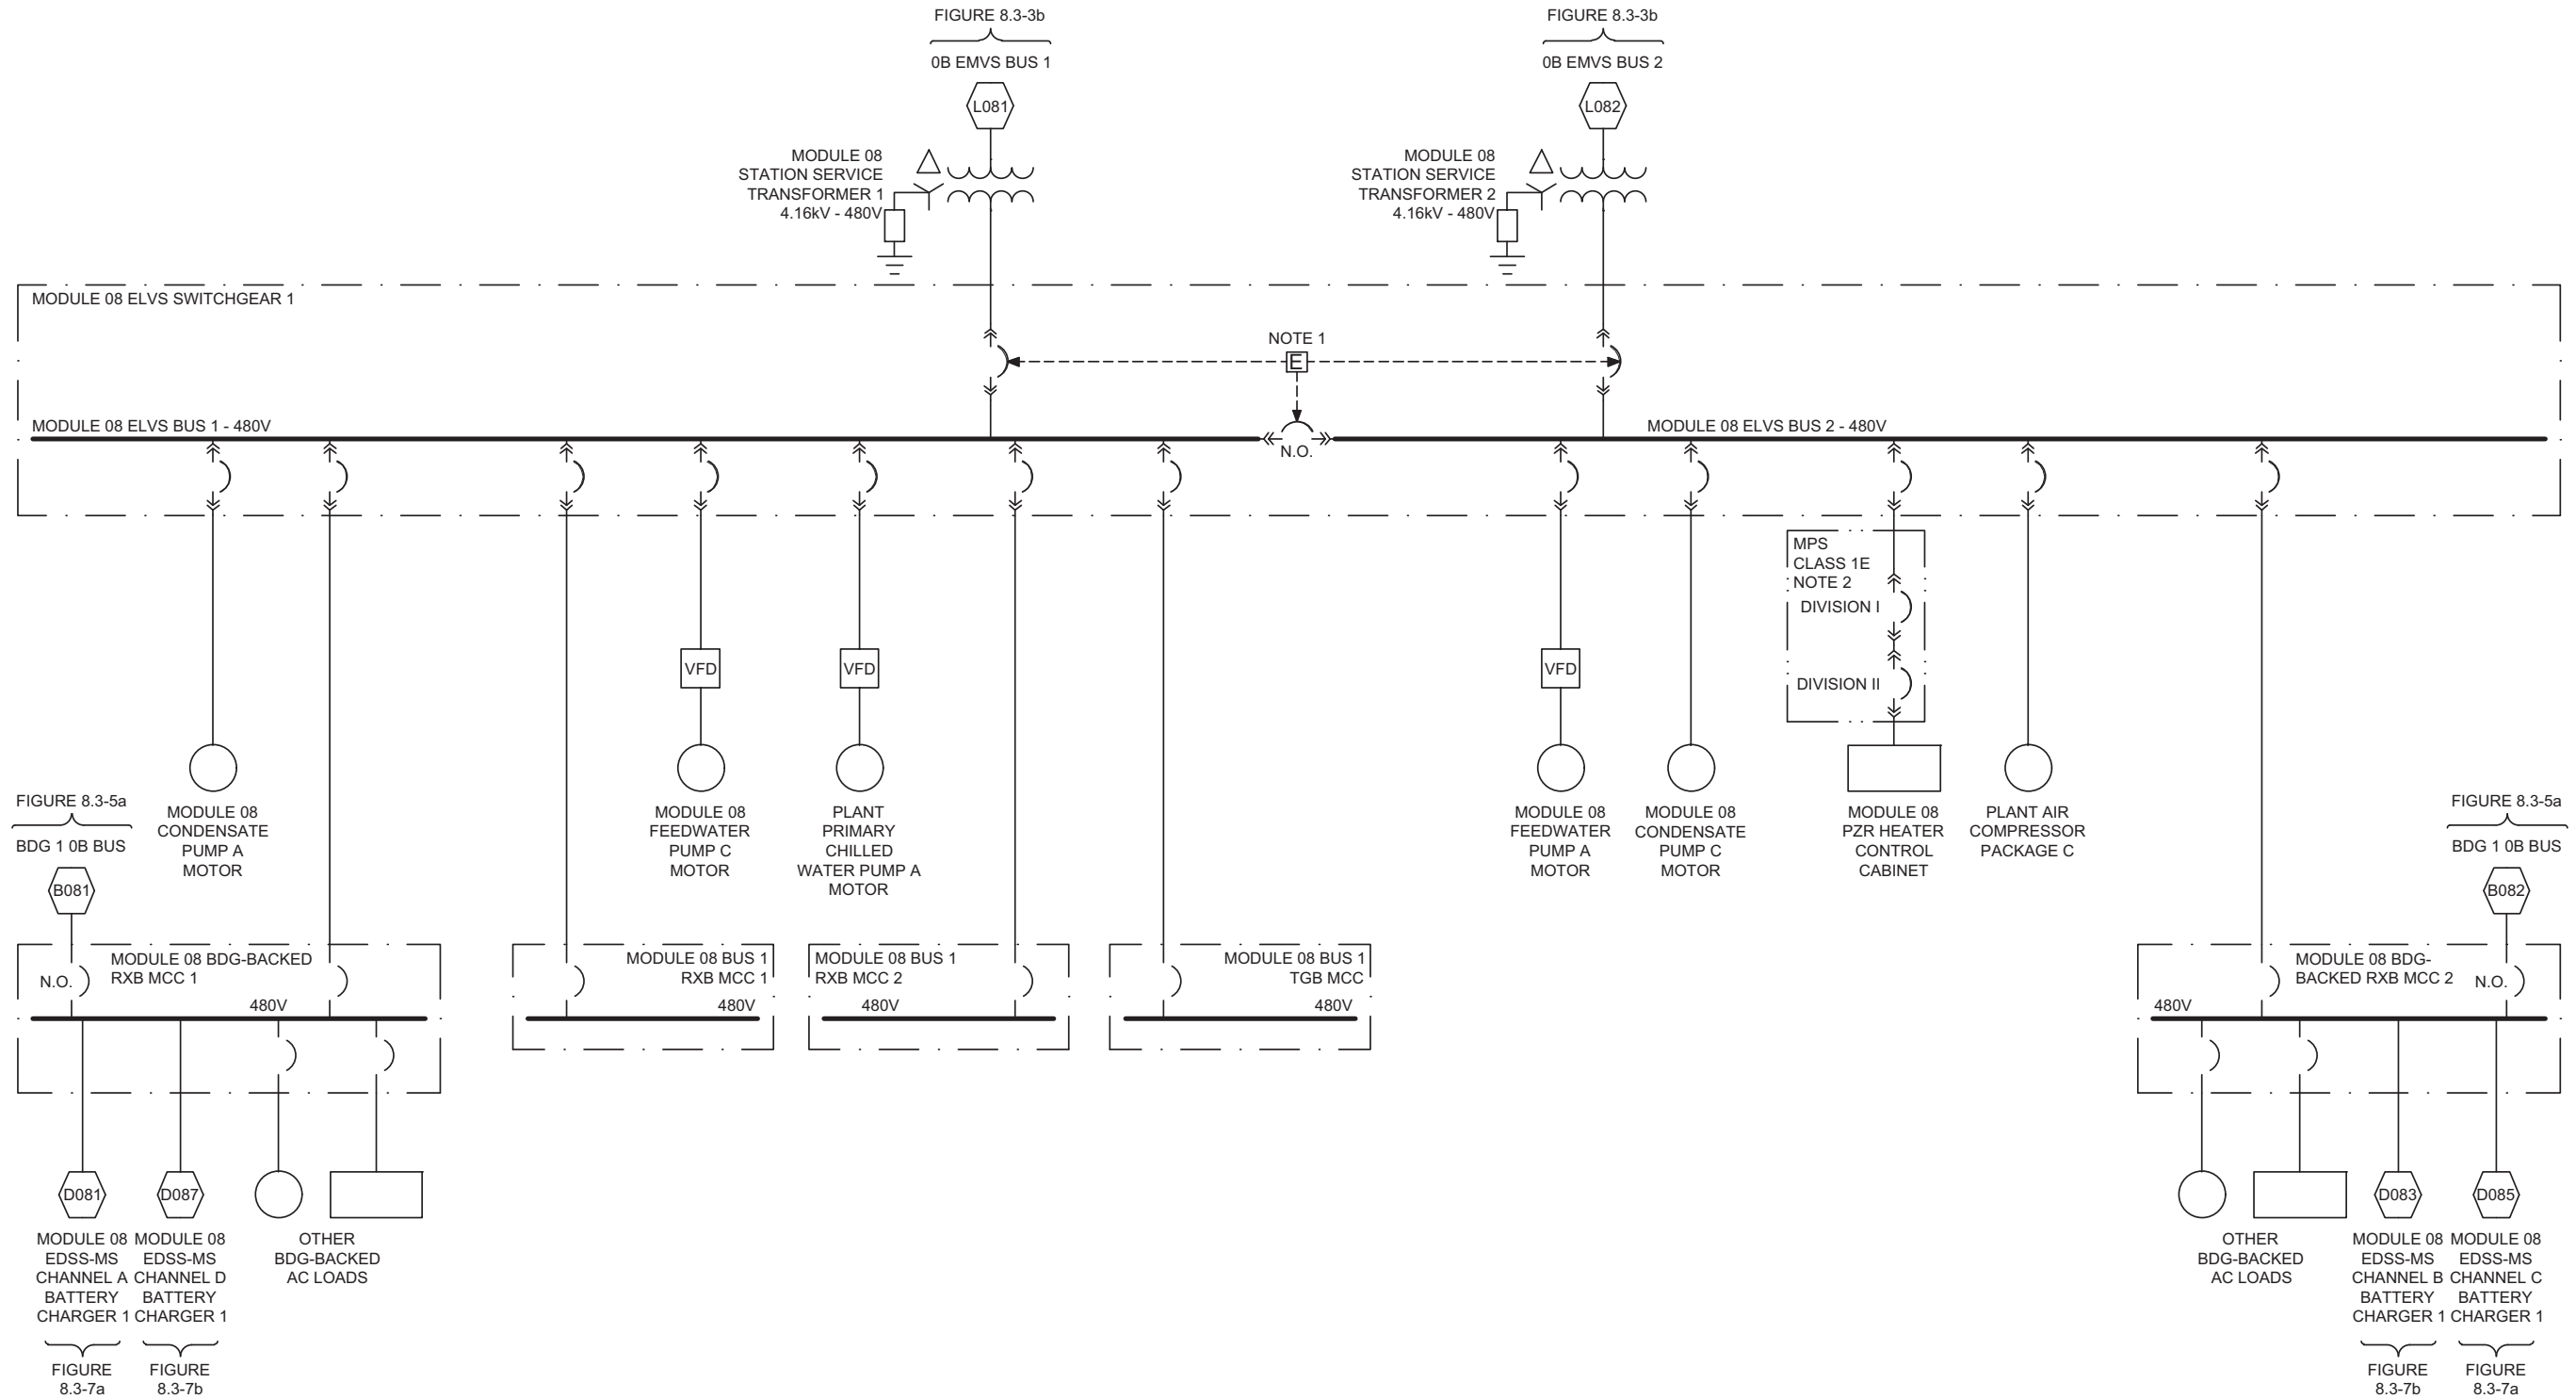 FIGURE 8.3-3b
0B EMVS BUS 1
L081
MODULE 08
STATION SERVICE
TRANSFORMER 1
4.16kV - 480V
FIGURE 8.3-3b
0B EMVS BUS 2
L082
MODULE 08
STATION SERVICE
TRANSFORMER 2
4.16kV - 480V
MODULE 08 ELVS SWITCHGEAR 1
NOTE 1
E
MODULE 08 ELVS BUS 1 - 480V
N.O.
MODULE 08 ELVS BUS 2 - 480V
MPS
CLASS 1E
NOTE 2
DIVISION I
DIVISION II
VFD
VFD
VFD
MODULE 08
CONDENSATE
PUMP A
MOTOR
MODULE 08
FEEDWATER
PUMP C
MOTOR
PLANT
PRIMARY
CHILLED
WATER PUMP A
MOTOR
MODULE 08
FEEDWATER
PUMP A
MOTOR
MODULE 08
CONDENSATE
PUMP C
MOTOR
MODULE 08
PZR HEATER
CONTROL
CABINET
PLANT AIR
COMPRESSOR
PACKAGE C
FIGURE 8.3-5a
BDG 1 0B BUS
B081
FIGURE 8.3-5a
BDG 1 0B BUS
B082
N.O.
MODULE 08 BDG-BACKED
RXB MCC 1
480V
MODULE 08 BUS 1
RXB MCC 1
480V
MODULE 08 BUS 1
RXB MCC 2
480V
MODULE 08 BUS 1
TGB MCC
480V
MODULE 08 BDG-
BACKED RXB MCC 2
N.O.
480V
D081
MODULE 08
EDSS-MS
CHANNEL A
BATTERY
CHARGER 1
FIGURE
8.3-7a
D087
MODULE 08
EDSS-MS
CHANNEL D
BATTERY
CHARGER 1
FIGURE
8.3-7b
OTHER
BDG-BACKED
AC LOADS
OTHER
BDG-BACKED
AC LOADS
D083
MODULE 08
EDSS-MS
CHANNEL B
BATTERY
CHARGER 1
FIGURE
8.3-7b
D085
MODULE 08
EDSS-MS
CHANNEL C
BATTERY
CHARGER 1
FIGURE
8.3-7a